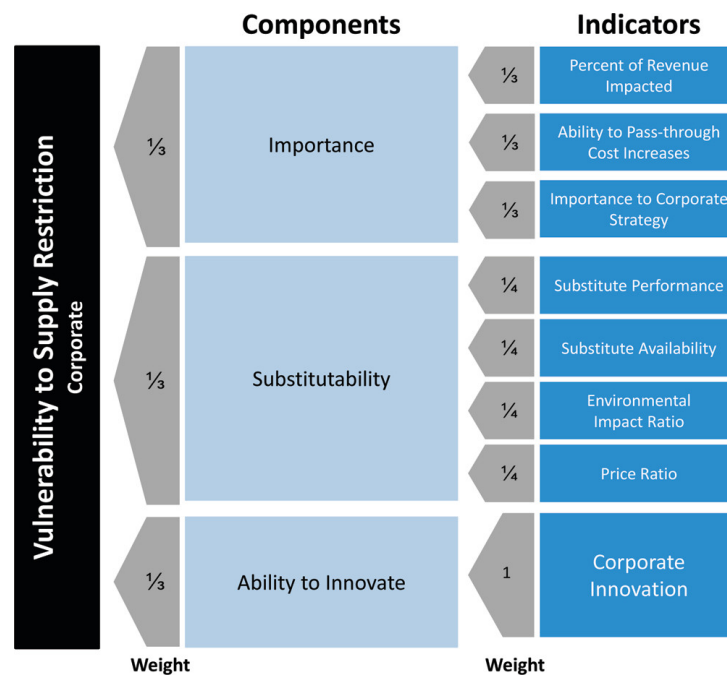 Components
Indicators
Vulnerability to Supply Restriction
Corporate
⅓
Importance
⅓
Percent of Revenue
Impacted
⅓
Ability to Pass-through
Cost Increases
⅓
Importance to Corporate
Strategy
⅓
Substitutability
¼
Substitute Performance
¼
Substitute Availability
¼
Environmental
Impact Ratio
¼
Price Ratio
⅓
Ability to Innovate
1
Corporate
Innovation
Weight
Weight